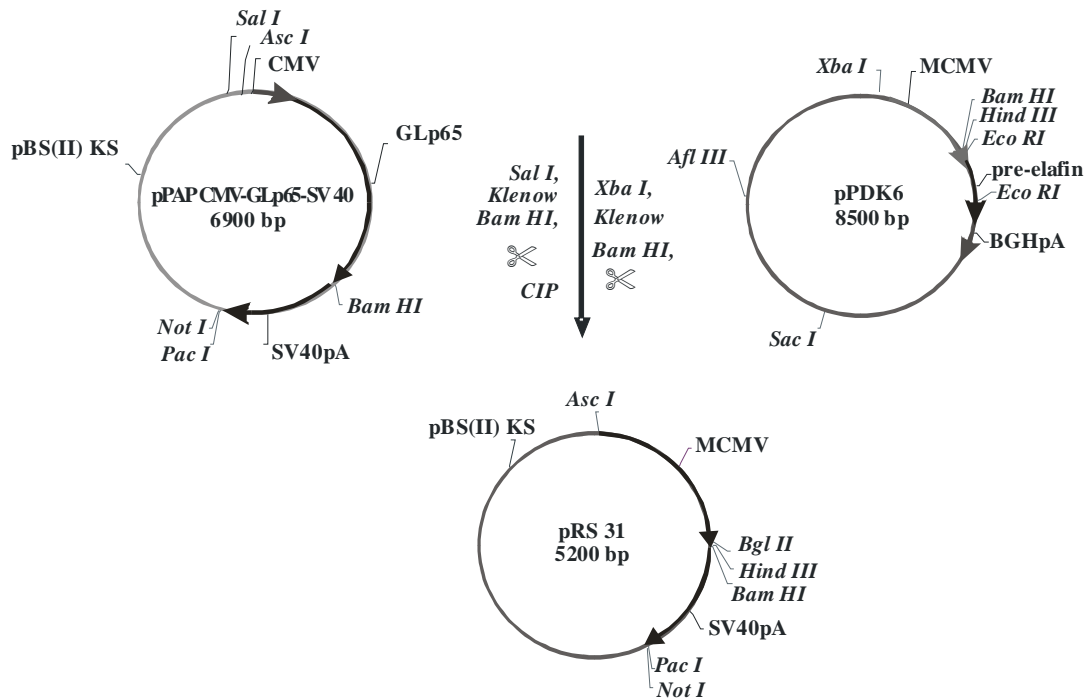 Sal I
Asc I
CMV
pBS(II) KS
GLp65
pPAPCMV-GLp65-SV40
6900 bp
Bam HI
Not I
Pac I
SV40pA
Sal I,
Klenow
Bam HI,
CIP
Xba I,
Klenow
Bam HI,
Xba I
MCMV
Bam HI
Hind III
Eco RI
Afl III
pre-elafin
Eco RI
pPDK6
8500 bp
BGHpA
Sac I
Asc I
pBS(II) KS
MCMV
pRS 31
5200 bp
Bgl II
Hind III
Bam HI
SV40pA
Pac I
Not I